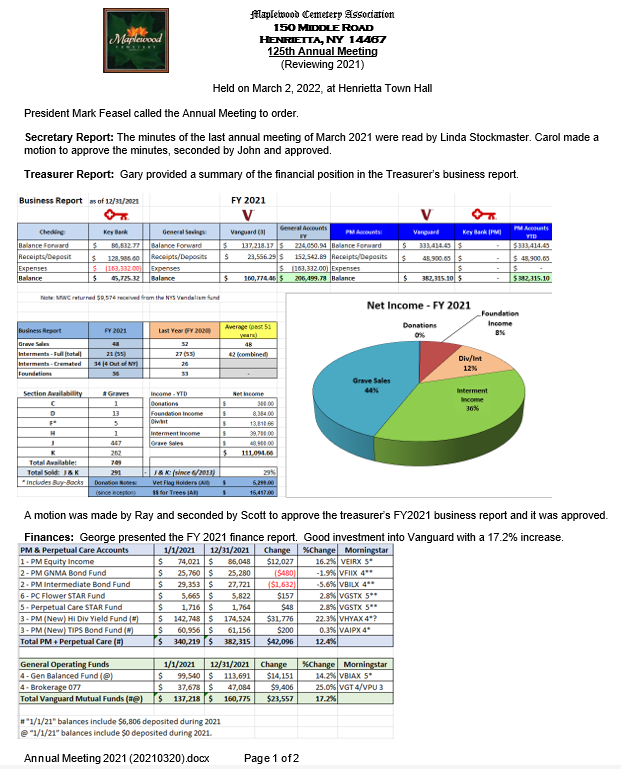 Maplewood
CEMETERY
Maplewood Cemetery Association
150 MIDDLE ROAD
HENRIETTA, NY 14467
125th Annual Meeting
(Reviewing 2021)
Held on March 2, 2022, at Henrietta Town Hall
President Mark Feasel called the Annual Meeting to order.
Secretary Report: The minutes of the last annual meeting of March 2021 were read by Linda Stockmaster. Carol made a
motion to approve the minutes, seconded by John and approved.
Treasurer Report: Gary provided a summary of the financial position in the Treasurer's business report.
Business Report as of 12/31/2021 FY 2021
Checking: Key Bank General Savings: Vanguard (3) General Accounts FY PM Accounts: Vanguard Key Bank (PM) PM Accounts YTD
Balance Forward $ 86,832.77 Balance Forward $ 137,218.17 $ 224,050.94 Balance Forward $ 333,414.45 $ - $333,414.45
Receipts/Deposit $ 128,986.60 Receipts/Deposits $ 23,556.29 $ 152,542.89 Receipts/Deposits $ 48,900.65 $ - $ 48,900.65
Expenses $ (163,332.00) Expenses $ (163,332.00) Expenses $ - $ -
Balance $ 45,725.32 Balance $ 160,774.46 $ 206,499.78 Balance $ 382,315.10 $ - $ 382,315.10
Note: MWC returned $9,574 received from the NYS Vandalism fund
Business Report FY 2021 Last Year (FY 2020) Average (past 51 years)
Grave Sales 48 32 48
Interments - Full (total) 21 (55) 27 (53) 42 (combined)
Interments - Cremated 34 (4 Out of NY) 26
Foundations 36 33 -
Section Availability # Graves Income - YTD Net Income
C 1 Donations $ 300.00
D 13 Foundation Income $ 8,384.00
F* 5 Div/Int $ 13,810.66
H 1 Interment Income $ 39,700.00
J 447 Grave Sales $ 48,900.00
K 262 $ 111,094.66
Total Available: 749
Total Sold: J & K 291 - J & K: (since 6/2013) 29%
* Includes Buy-Backs Donation Notes: Vet Flag Holders (All) $ 5,289.00
(since inception) $$ for Trees (All) $ 15,417.00
Net Income - FY 2021
Donations
0%
Foundation
Income
8%
Div/Int
12%
Interment
Income
36%
Grave Sales
44%
A motion was made by Ray and seconded by Scott to approve the treasurer's FY2021 business report and it was approved.
Finances: George presented the FY 2021 finance report. Good investment into Vanguard with a 17.2% increase.
PM & Perpetual Care Accounts 1/1/2021 12/31/2021 Change %Change Morningstar
1 - PM Equity Income $ 74,021 $ 86,048 $12,027 16.2% VEIRX 5*
2 - PM GNMA Bond Fund $ 25,760 $ 25,280 ($480) -1.9% VFIIX 4**
2 - PM Intermediate Bond Fund $ 29,353 $ 27,721 ($1,632) -5.6% VBILX 4**
6 - PC Flower STAR Fund $ 5,665 $ 5,822 $157 2.8% VGSTX 5**
5 - Perpetual Care STAR Fund $ 1,716 $ 1,764 $48 2.8% VGSTX 5**
3 - PM (New) Hi Div Yield Fund (#) $ 142,748 $ 174,524 $31,776 22.3% VHYAX 4*?
3 - PM (New) TIPS Bond Fund (#) $ 60,956 $ 61,156 $200 0.3% VAIPX 4*
Total PM + Perpetual Care (#) $ 340,219 $ 382,315 $42,096 12.4%
General Operating Funds 1/1/2021 12/31/2021 Change %Change Morningstar
4 - Gen Balanced Fund (@) $ 99,540 $ 113,691 $14,151 14.2% VBIAX 5*
4 - Brokerage 077 $ 37,678 $ 47,084 $9,406 25.0% VGT 4/VPU 3
Total Vanguard Mutual Funds (#@) $ 137,218 $ 160,775 $23,557 17.2%
# "1/1/21" balances include $6,806 deposited during 2021
@ "1/1/21" balances include $0 deposited during 2021.
Annual Meeting 2021 (20210320).docx Page 1 of 2